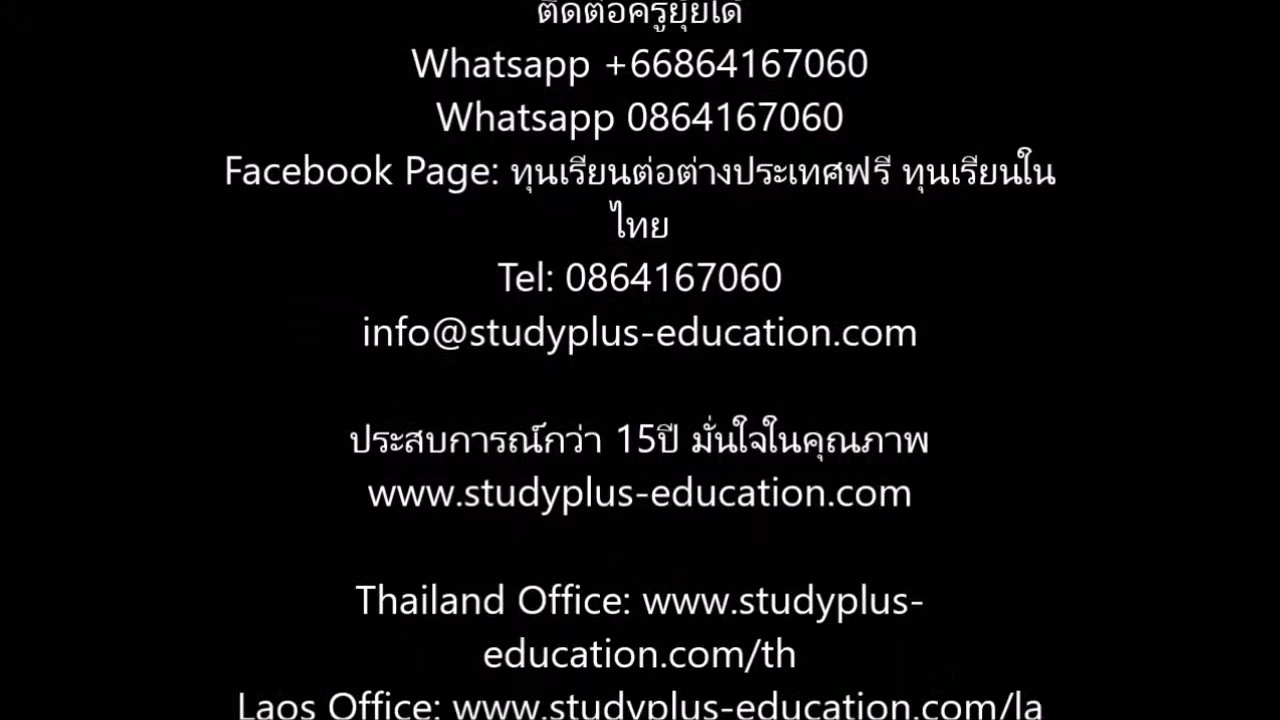 ติดต่อครูยุ้ยได้
Whatsapp +66864167060
Whatsapp 0864167060
Facebook Page: ทุนเรียนต่อต่างประเทศฟรี ทุนเรียนใน
ไทย
Tel: 0864167060
info@studyplus-education.com
ประสบการณ์กว่า 15ปี มั่นใจในคุณภาพ
www.studyplus-education.com
Thailand Office: www.studyplus-
education.com/th
Laos Office: www.studyplus-education.com/la